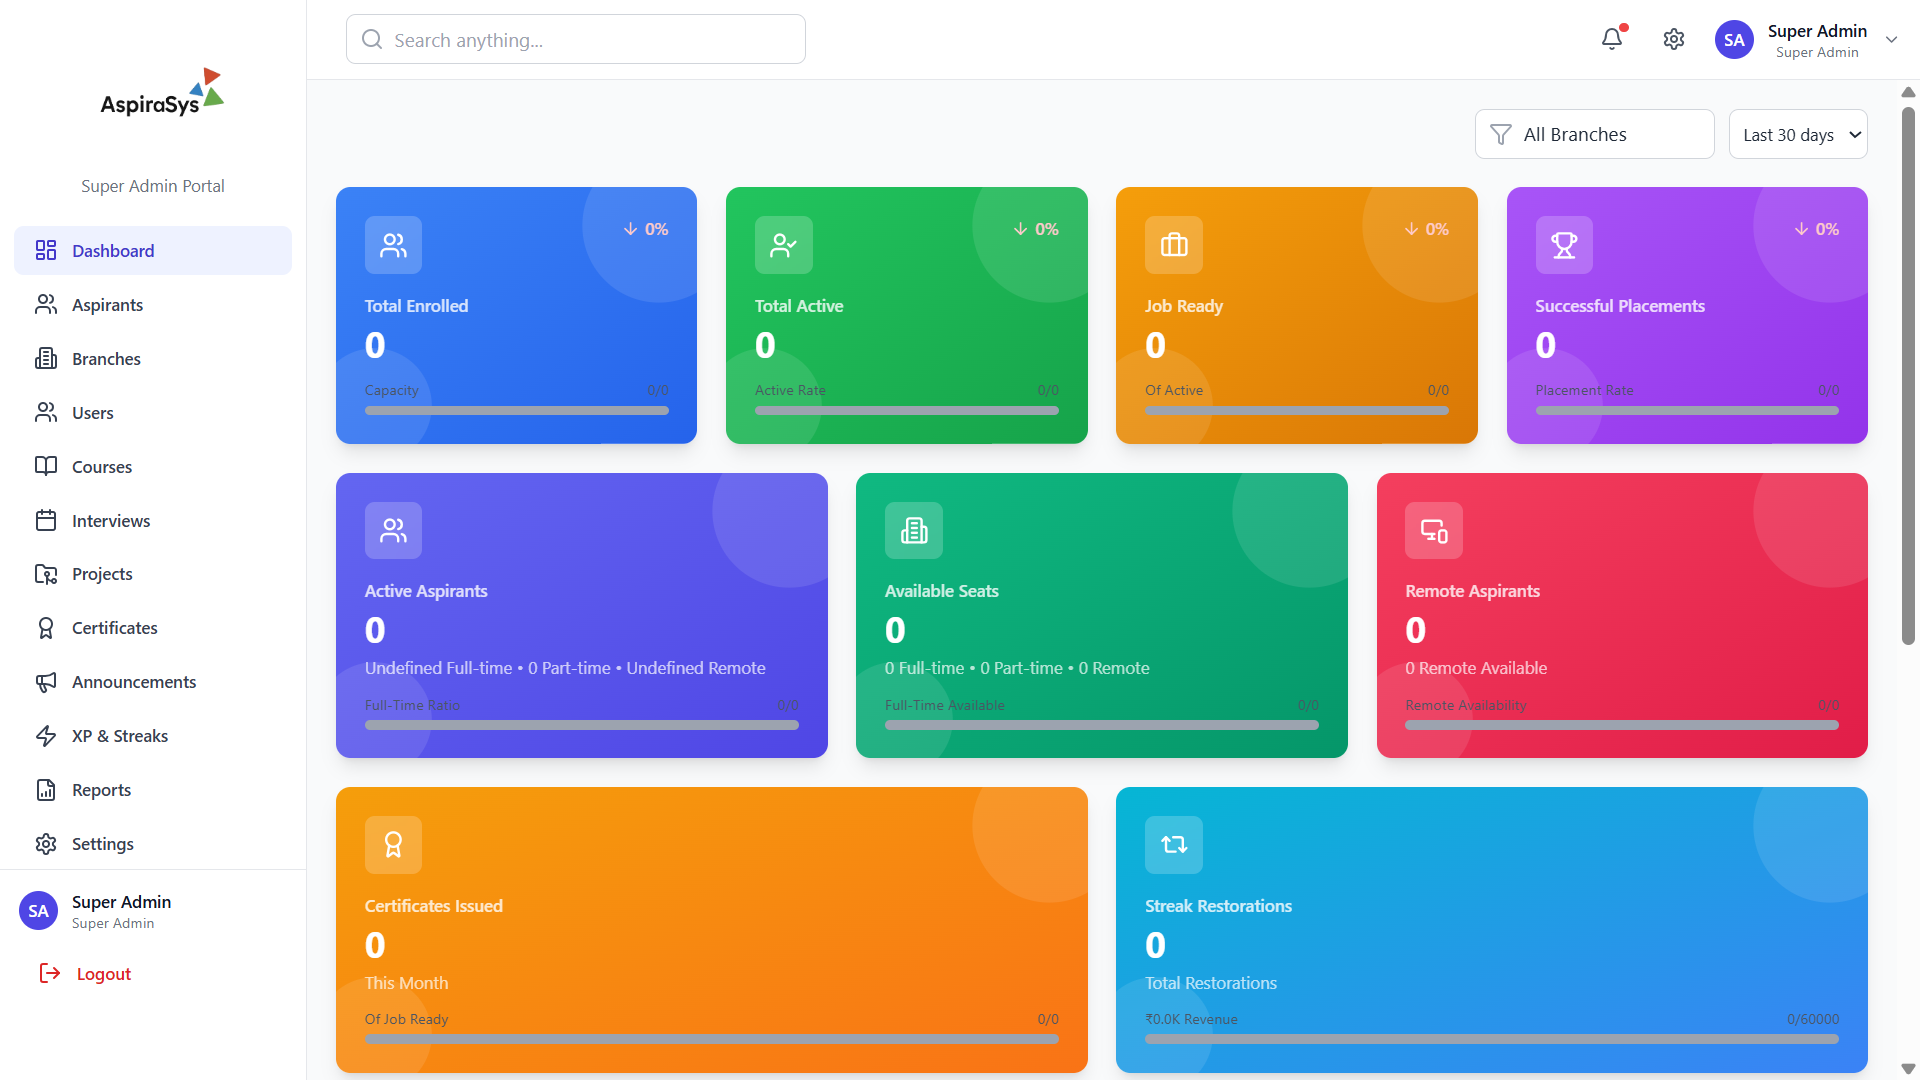 AspiraSys
Super Admin Portal
Dashboard
Aspirants
Branches
Users
Courses
Interviews
Projects
Certificates
Announcements
XP & Streaks
Reports
Settings
SA
Super Admin
Super Admin
Logout
Search anything...
SA
Super Admin
Super Admin
All Branches
Last 30 days
0%
Total Enrolled
0
Capacity 0/0
0%
Total Active
0
Active Rate 0/0
0%
Job Ready
0
Of Active 0/0
0%
Successful Placements
0
Placement Rate 0/0
Active Aspirants
0
Undefined Full-time • 0 Part-time • Undefined Remote
Full-Time Ratio 0/0
Available Seats
0
0 Full-time • 0 Part-time • 0 Remote
Full-Time Available 0/0
Remote Aspirants
0
0 Remote Available
Remote Availability 0/0
Certificates Issued
0
This Month
Of Job Ready 0/0
Streak Restorations
0
Total Restorations
₹0.0K Revenue 0/60000